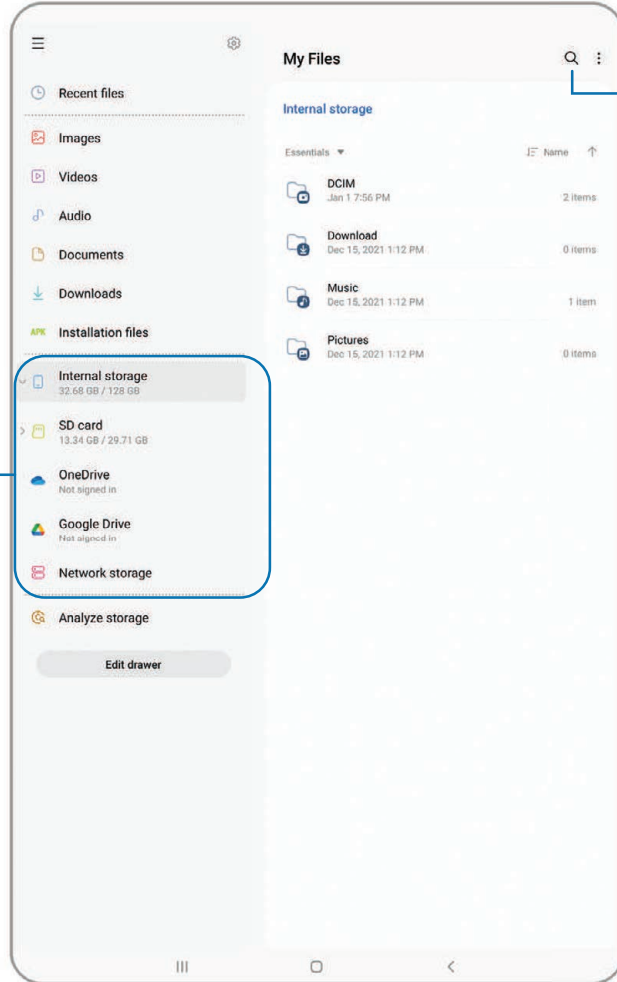 Recent files
Images
Videos
Audio
Documents
Downloads
APK Installation files
Internal storage
32.68 GB / 128 GB
SD card
13.34 GB / 29.71 GB
OneDrive
Not signed in
Google Drive
Not signed in
Network storage
Analyze storage
Edit drawer
My Files
Internal storage
Essentials
Name
DCIM
Jan 1 7:56 PM
2 items
Download
Dec 15, 2021 1:12 PM
0 items
Music
Dec 15, 2021 1:12 PM
1 item
Pictures
Dec 15, 2021 1:12 PM
0 items